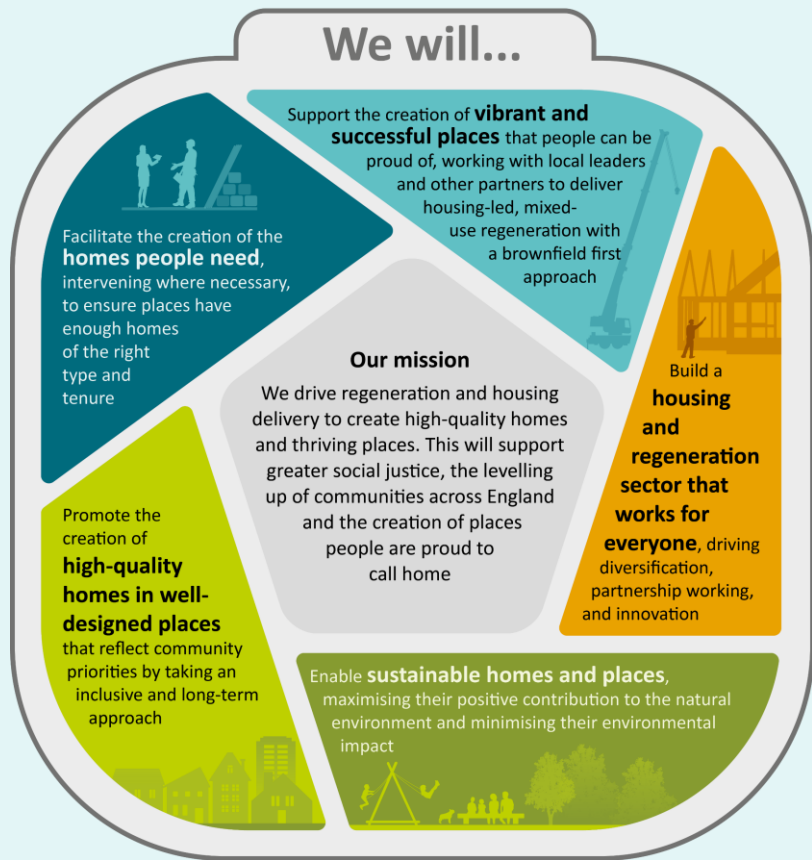 We will...
Support the creation of vibrant and
successful places that people can be
proud of, working with local leaders
and other partners to deliver
housing-led, mixed-
use regeneration with
a brownfield first
approach
Build a
housing
and
regeneration
sector that
works for
everyone, driving
diversification,
partnership working,
and innovation
Enable sustainable homes and places,
maximising their positive contribution to the natural
environment and minimising their environmental
impact
Promote the
creation of
high-quality
homes in well-
designed places
that reflect community
priorities by taking an
inclusive and long-term
approach
Facilitate the creation of the
homes people need,
intervening where necessary,
to ensure places have
enough homes
of the right
type and
tenure
Our mission
We drive regeneration and housing
delivery to create high-quality homes
and thriving places. This will support
greater social justice, the levelling
up of communities across England
and the creation of places
people are proud to
call home